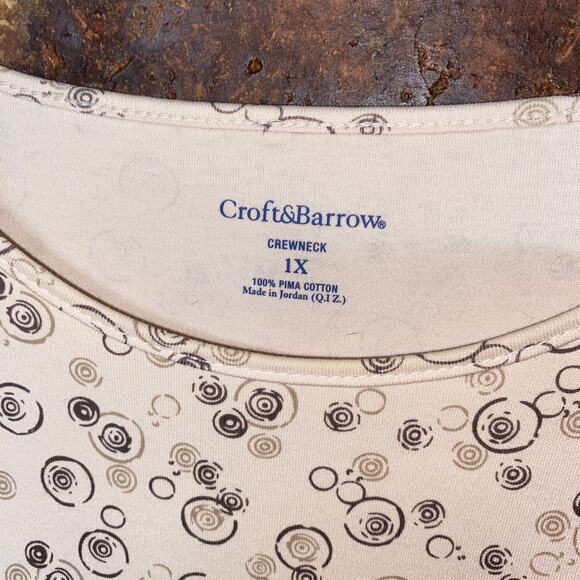 Croft&Barrow®
CREWNECK
1X
100% PIMA COTTON
Made in Jordan (Q.I Z.)